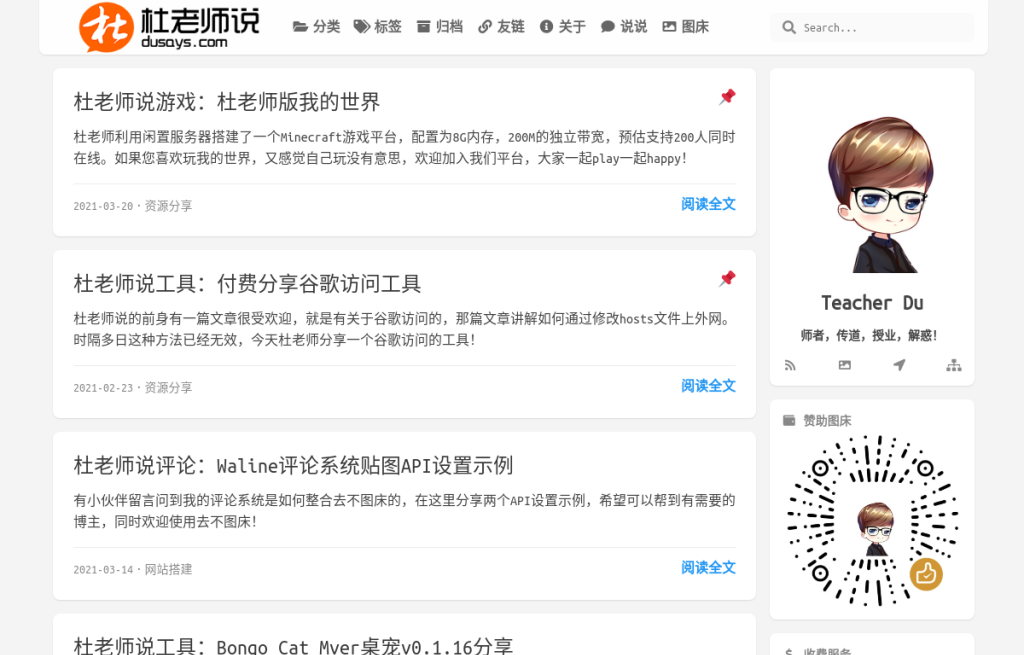 杜 杜老师说
dusays.com
分类 标签 归档 友链 关于 说说 图床
Search...
杜老师说游戏：杜老师版我的世界
杜老师利用闲置服务器搭建了一个Minecraft游戏平台，配置为8G内存，200M的独立带宽，预估支持200人同时
在线。如果您喜欢玩我的世界，又感觉自己玩没有意思，欢迎加入我们平台，大家一起play一起happy！
2021-03-20·资源分享 阅读全文
杜老师说工具：付费分享谷歌访问工具
杜老师说的前身有一篇文章很受欢迎，就是有关于谷歌访问的，那篇文章讲解如何通过修改hosts文件上外网。
时隔多日这种方法已经无效，今天杜老师分享一个谷歌访问的工具！
2021-02-23·资源分享 阅读全文
杜老师说评论：Waline评论系统贴图API设置示例
有小伙伴留言问到我的评论系统是如何整合去不图床的，在这里分享两个API设置示例，希望可以帮到有需要的
博主，同时欢迎使用去不图床！
2021-03-14·网站搭建 阅读全文
杜老师说工具：Bongo Cat Mver桌宠v0.1.16分享
Teacher Du
师者，传道，授业，解惑！
赞助图床
收费服务